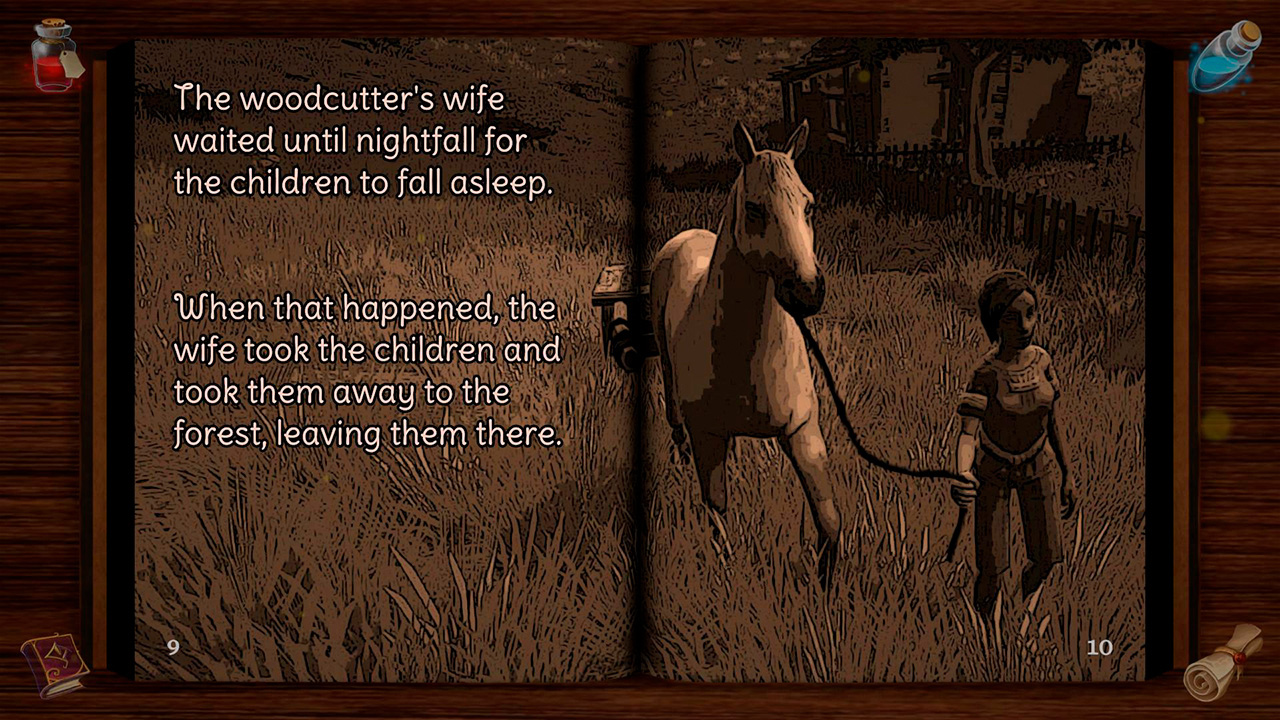 The woodcutter's wife
waited until nightfall for
the children to fall asleep.
When that happened, the
wife took the children and
took them away to the
forest, leaving them there.
9
10